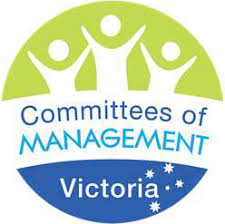 Committees of
MANAGEMENT
Victoria